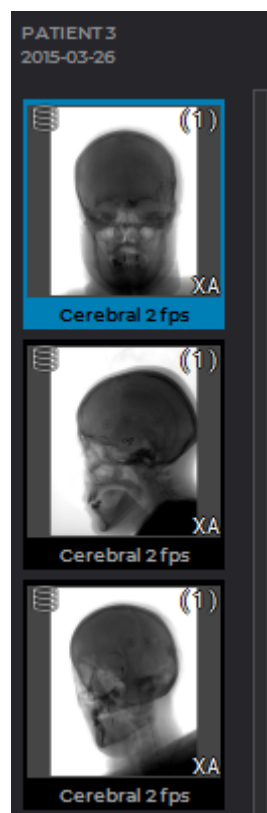 PATIENT 3
2015-03-26
(1)
XA
Cerebral 2 fps
(1)
XA
Cerebral 2 fps
(1)
XA
Cerebral 2 fps